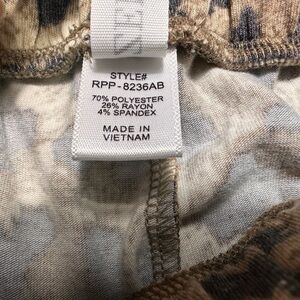 STYLE#
RPP-8236AB
70% POLYESTER
26% RAYON
4% SPANDEX
MADE IN
VIETNAM